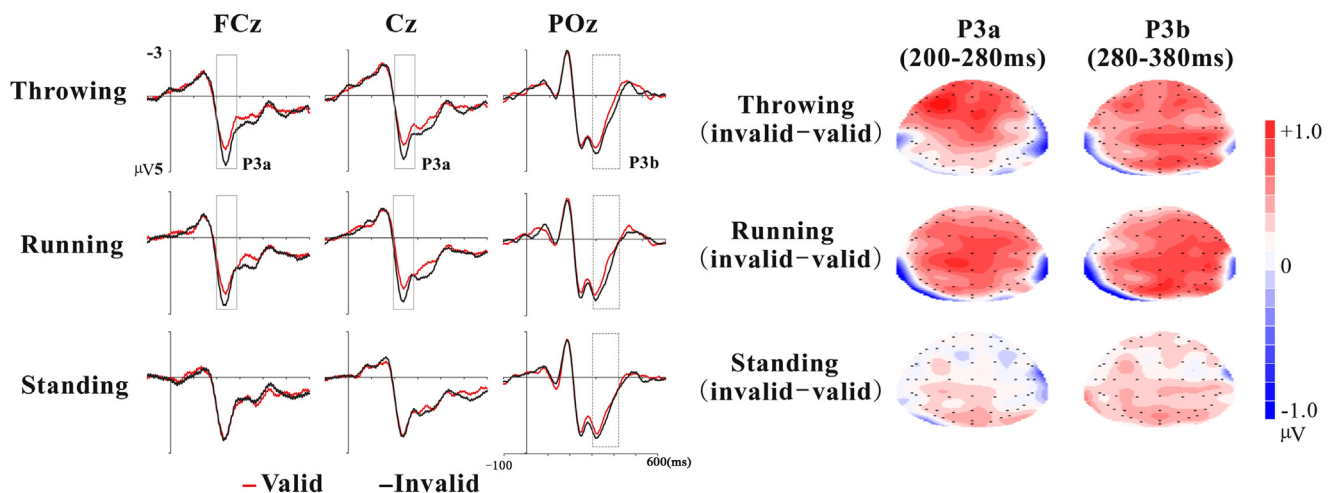 FCz
Cz
POz
-3
Throwing
μV5
P3a
P3a
P3b
Running
Standing
-100
600(ms)
Valid
Invalid
P3a
(200-280ms)
P3b
(280-380ms)
Throwing
(invalid-valid)
Running
(invalid-valid)
Standing
(invalid-valid)
+1.0
0
-1.0
μV